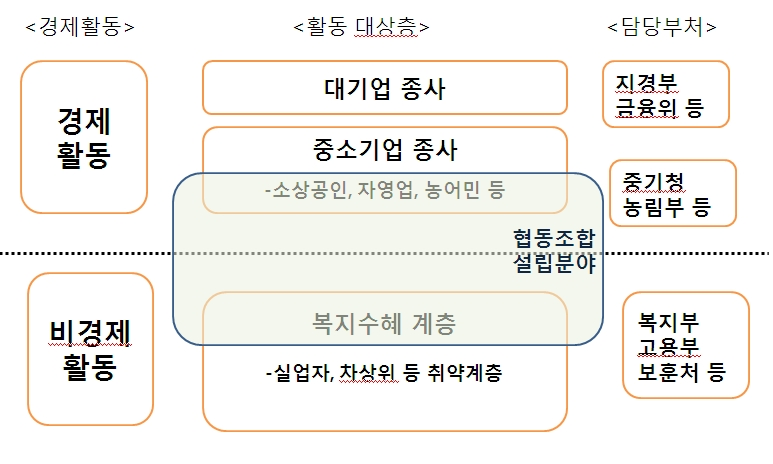 <경제활동>
<활동 대상층>
<담당부처>
경제
활동
대기업 종사
지경부
금융위 등
중소기업 종사
-소상공인, 자영업, 농어민 등
중기청
농림부 등
협동조합
설립분야
비경제
활동
복지수혜 계층
-실업자, 차상위 등 취약계층
복지부
고용부
보훈처 등